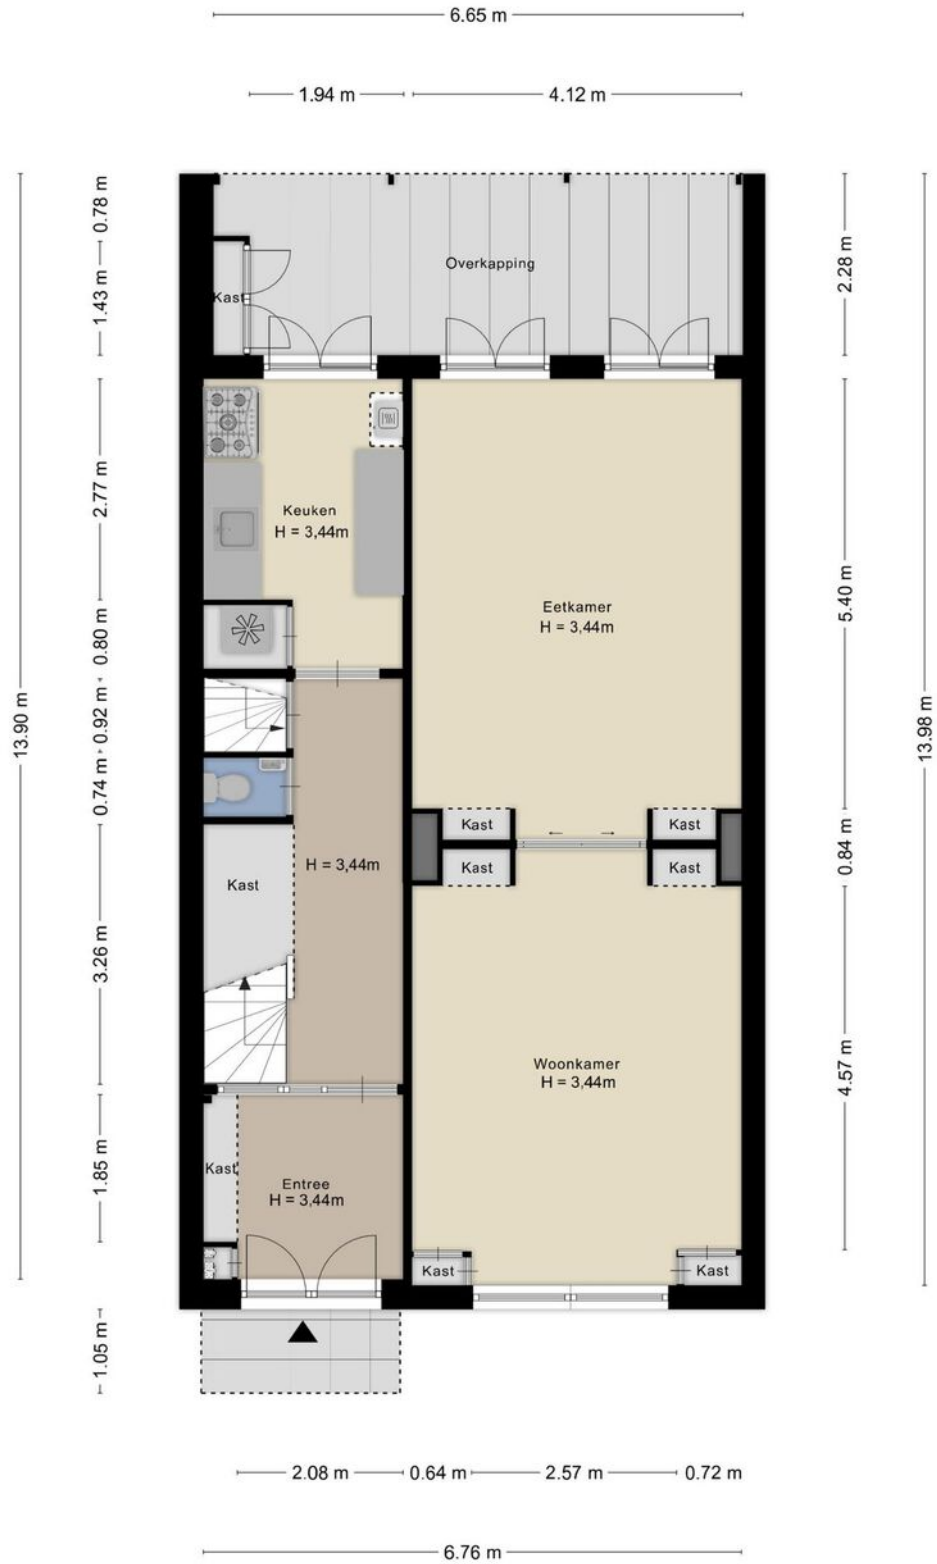 6.65 m
1.94 m
4.12 m
0.78 m
1.43 m
2.77 m
0.80 m
0.92 m
0.74 m
3.26 m
1.85 m
1.05 m
13.90 m
Overkapping
Kast
Keuken
H = 3,44m
Eetkamer
H = 3,44m
Kast
Kast
Kast
Kast
H = 3,44m
Kast
Woonkamer
H = 3,44m
Kast
Entree
H = 3,44m
Kast
Kast
2.28 m
5.40 m
0.84 m
4.57 m
13.98 m
2.08 m
0.64 m
2.57 m
0.72 m
6.76 m